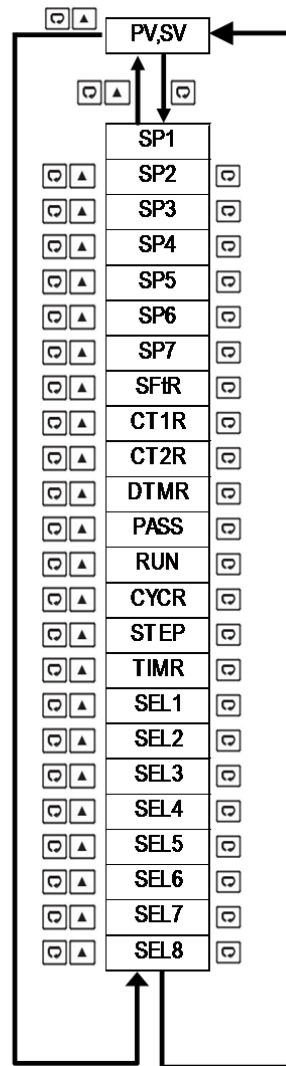 PV,SV
SP1
SP2
SP3
SP4
SP5
SP6
SP7
SFtR
CT1R
CT2R
DTMR
PASS
RUN
CYCR
STEP
TIMR
SEL1
SEL2
SEL3
SEL4
SEL5
SEL6
SEL7
SEL8